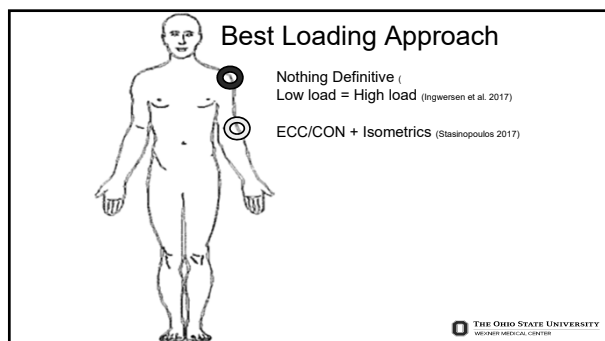 Best Loading Approach
Nothing Definitive (
Low load = High load (Ingwersen et al. 2017)
ECC/CON + Isometrics (Stasinopoulos 2017)
THE OHIO STATE UNIVERSITY
WEXNER MEDICAL CENTER